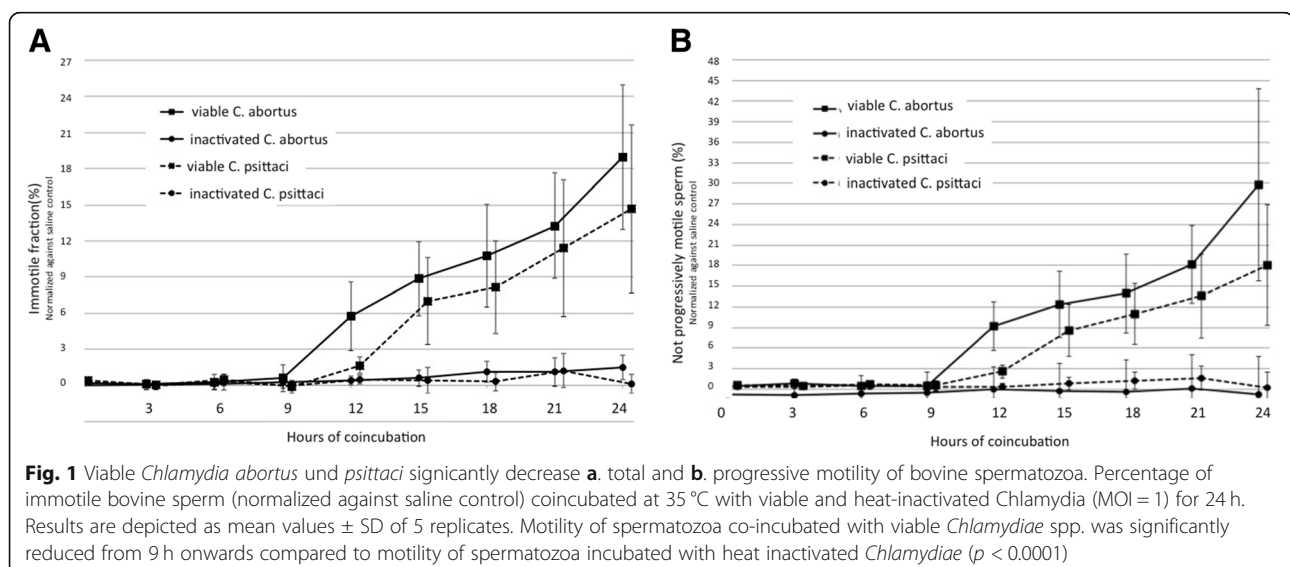 A
27
24
21
18
15
12
9
6
3
0
Immotile fraction(%)
Normalized against saline control
viable C. abortus
inactivated C. abortus
viable C. psittaci
inactivated C. psittaci
3 6 9 12 15 18 21 24
Hours of coincubation
B
48
45
42
39
36
33
30
27
24
21
18
15
12
9
6
3
0
Not progressively motile sperm (%)
Normalized against saline control
viable C. abortus
inactivated C. abortus
viable C. psittaci
inactivated C. psittaci
0 3 6 9 12 15 18 21 24
Hours of coincubation
Fig. 1 Viable Chlamydia abortus und psittaci signicantly decrease a. total and b. progressive motility of bovine spermatozoa. Percentage of
immotile bovine sperm (normalized against saline control) coincubated at 35 °C with viable and heat-inactivated Chlamydia (MOI = 1) for 24 h.
Results are depicted as mean values ± SD of 5 replicates. Motility of spermatozoa co-incubated with viable Chlamydiae spp. was significantly
reduced from 9 h onwards compared to motility of spermatozoa incubated with heat inactivated Chlamydiae (p < 0.0001)